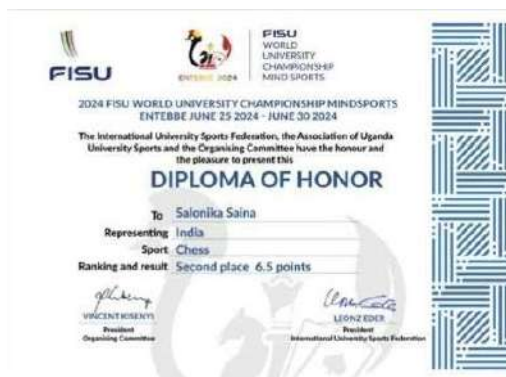 FISU
ENTEBBE 2024
FISU
WORLD
UNIVERSITY
CHAMPIONSHIP
MIND SPORTS
2024 FISU WORLD UNIVERSITY CHAMPIONSHIP MINDSPORTS
ENTEBBE JUNE 25 2024 - JUNE 30 2024
The International University Sports Federation, the Association of Uganda
University Sports and the Organising Committee have the honour and
the pleasure to present this
DIPLOMA OF HONOR
To Salonika Saina
Representing India
Sport Chess
Ranking and result Second place 6.5 points
VINCENT KISENYI
President
Organising Committee
LEONZ EDER
President
International University Sports Federation